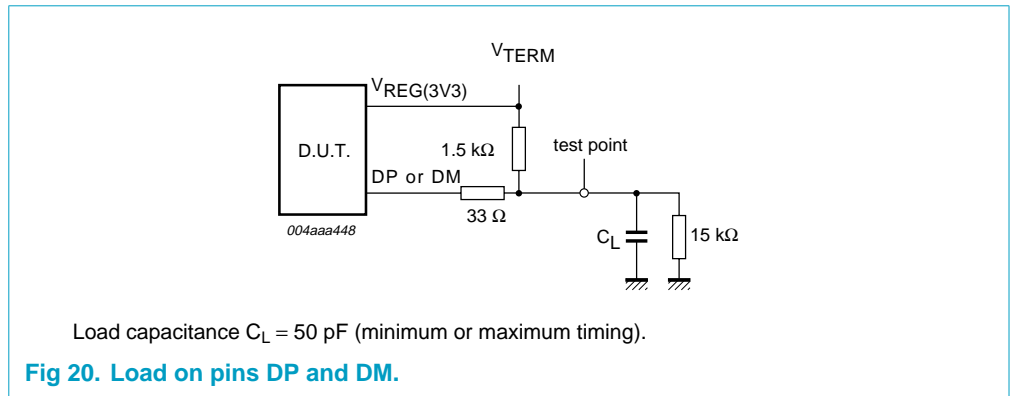 VTERM
VREG(3V3)
D.U.T.
1.5 kΩ
test point
DP or DM
33 Ω
004aaa448
CL
15 kΩ
Load capacitance CL = 50 pF (minimum or maximum timing).
Fig 20. Load on pins DP and DM.